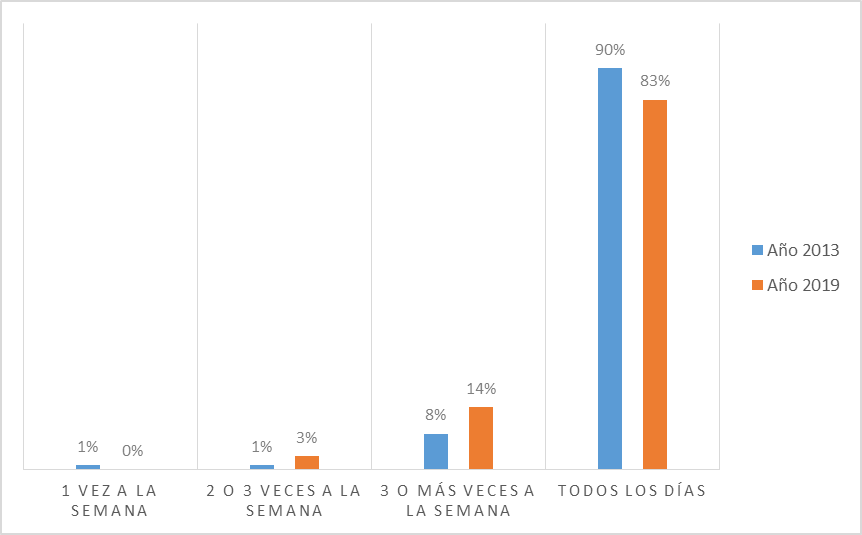 90%
83%
14%
8%
3%
1%
1%
0%
Año 2013
Año 2019
1 VEZ A LA
SEMANA
2 O 3 VECES A LA
SEMANA
3 O MÁS VECES A
LA SEMANA
TODOS LOS DÍAS